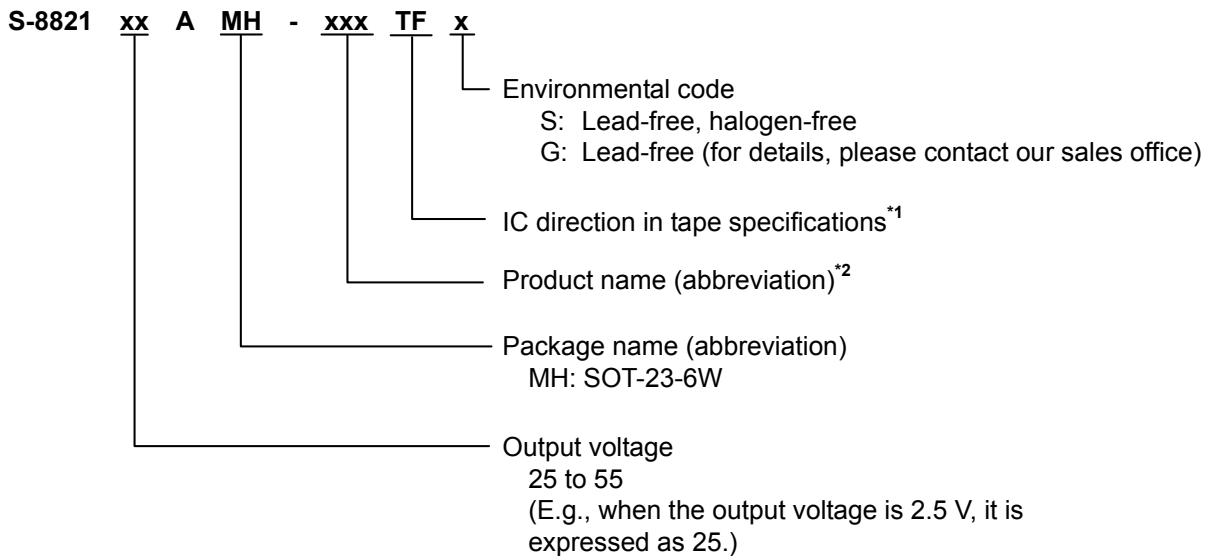 S-8821 xx A MH - xxx TF x
Environmental code
S: Lead-free, halogen-free
G: Lead-free (for details, please contact our sales office)
IC direction in tape specifications*1
Product name (abbreviation)*2
Package name (abbreviation)
MH: SOT-23-6W
Output voltage
25 to 55
(E.g., when the output voltage is 2.5 V, it is
expressed as 25.)